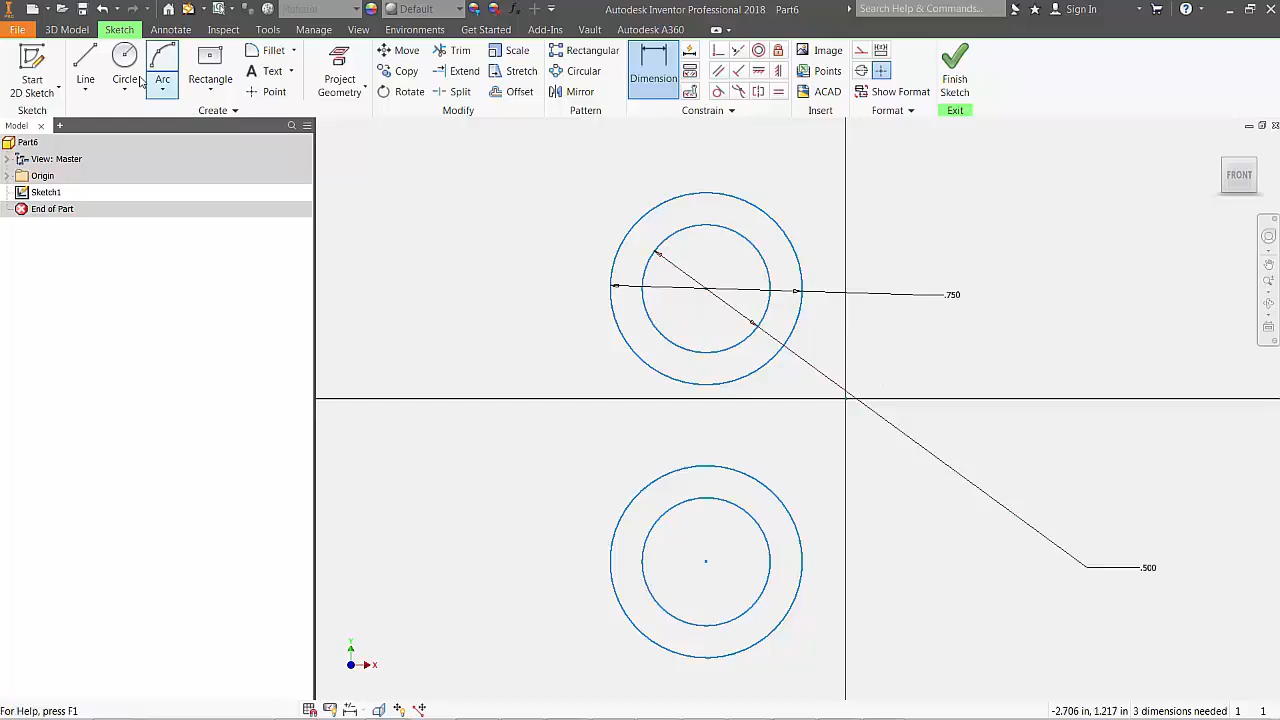 Material Default Autodesk Inventor Professional 2018 Part6 Search Help & Commands... Sign In
PRO
File 3D Model Sketch Annotate Inspect Tools Manage View Environments Get Started Add-Ins Vault Autodesk A360
Start
2D Sketch
Line
Circle
Arc
Rectangle
Fillet
Text
Point
Project
Geometry
Move Trim Scale
Copy Extend Stretch
Rotate Split Offset
Rectangular
Circular
Mirror
Dimension
Image
Points
ACAD
Show Format
Finish
Sketch
Sketch Create Modify Pattern Constrain Insert Format Exit
Model
Part6
View: Master
Origin
Sketch1
End of Part
FRONT
.750
.500
Y
X
For Help, press F1
-2.706 in, 1.217 in 3 dimensions needed 1 1